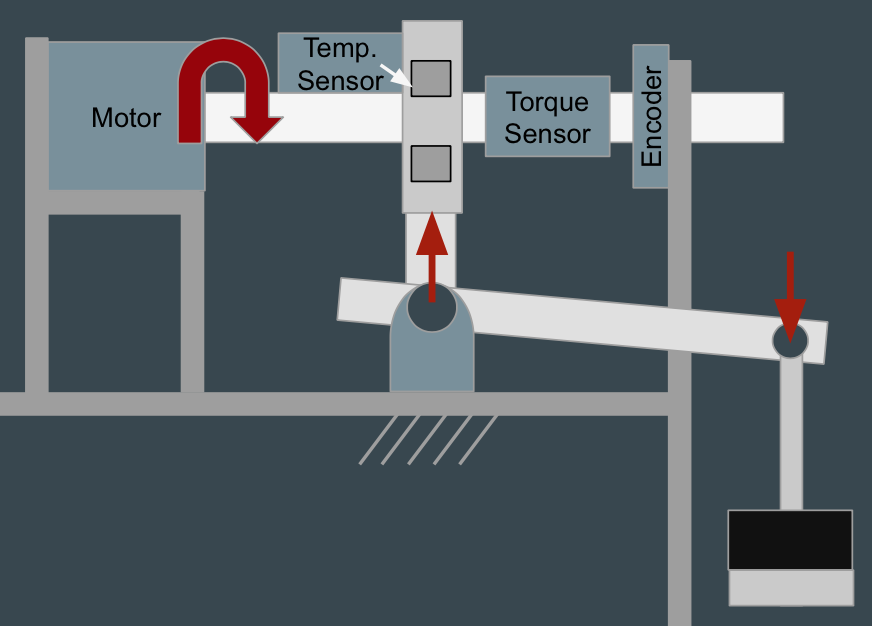 Temp.
Sensor
Motor
Torque
Sensor
Encoder